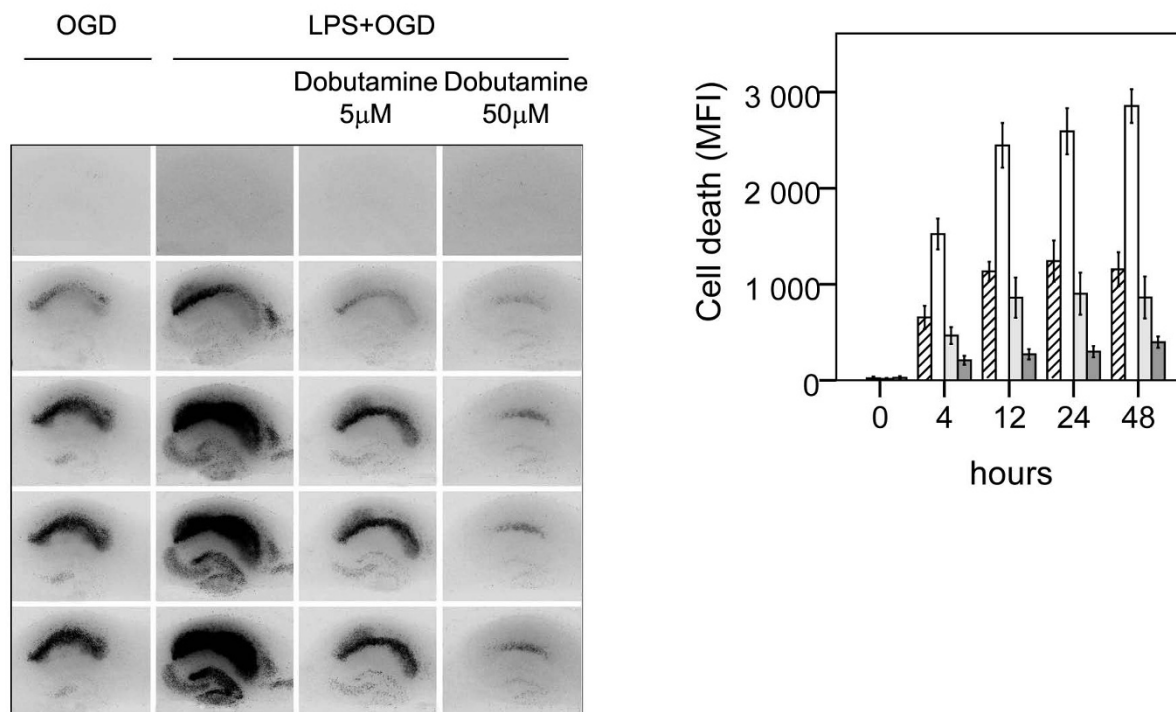 OGD LPS+OGD
Dobutamine Dobutamine
5μM 50μM
Cell death (MFI)
3 000
2 000
1 000
0
0 4 12 24 48
hours